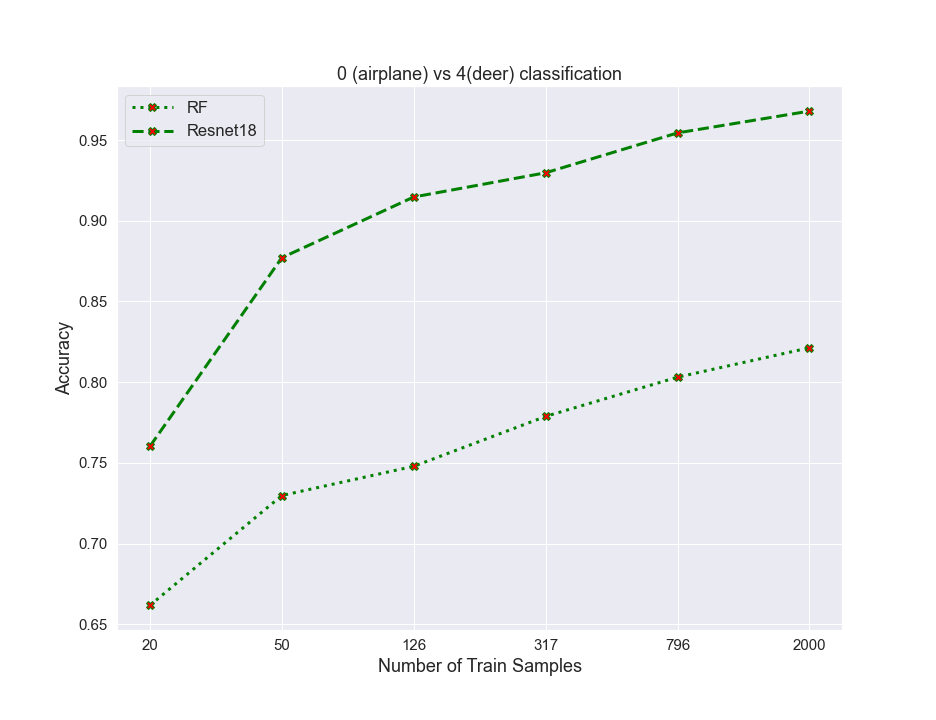 0 (airplane) vs 4(deer) classification
RF
Resnet18
0.95
0.90
0.85
0.80
0.75
0.70
0.65
Accuracy
20 50 126 317 796 2000
Number of Train Samples